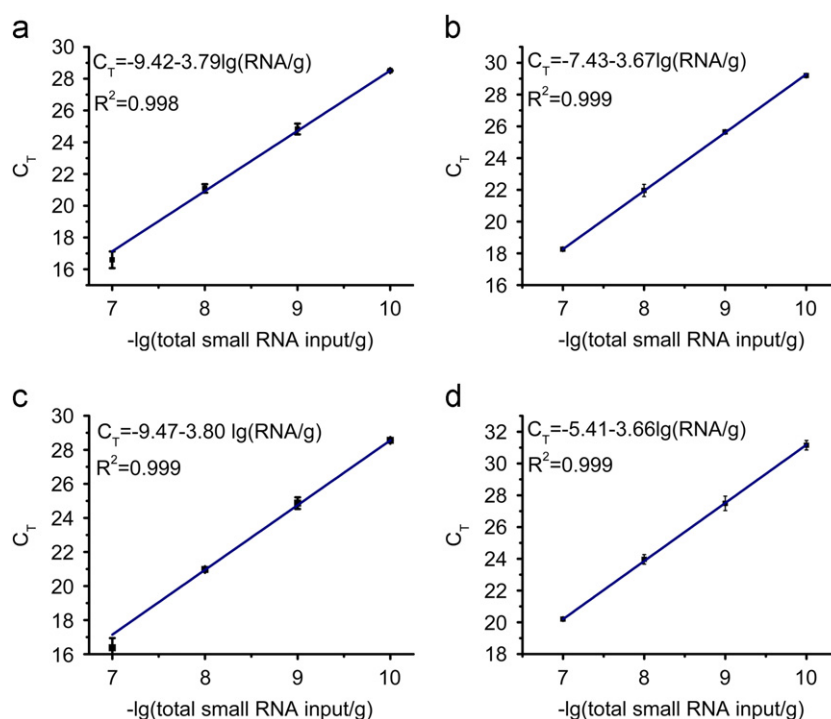 a
C_T=-9.42-3.79lg(RNA/g)
R²=0.998
30
28
26
24
22
20
18
16
C_T
7 8 9 10
-lg(total small RNA input/g)
b
C_T=-7.43-3.67lg(RNA/g)
R²=0.999
32
30
28
26
24
22
20
18
16
C_T
7 8 9 10
-lg(total small RNA input/g)
c
C_T=-9.47-3.80 lg(RNA/g)
R²=0.999
30
28
26
24
22
20
18
16
C_T
7 8 9 10
-lg(total small RNA input/g)
d
C_T=-5.41-3.66lg(RNA/g)
R²=0.999
32
30
28
26
24
22
20
18
C_T
7 8 9 10
-lg(total small RNA input/g)